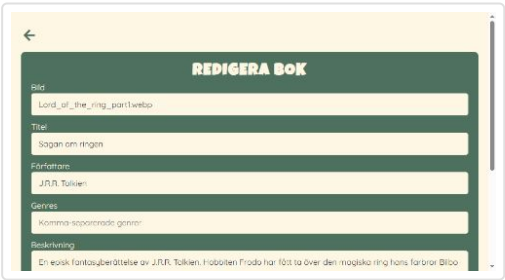 REDIGERA BOK
Bild
Lord_of_the_ring_part1.webp
Titel
Sagan om ringen
Författare
J.R.R. Tolkien
Genres
Komma-separerade genrer
Beskrivning
En episk fantasyberättelse av J.R.R. Tolkien. Hobbiten Frodo har fått ta över den magiska ring hans farbror Bilbo